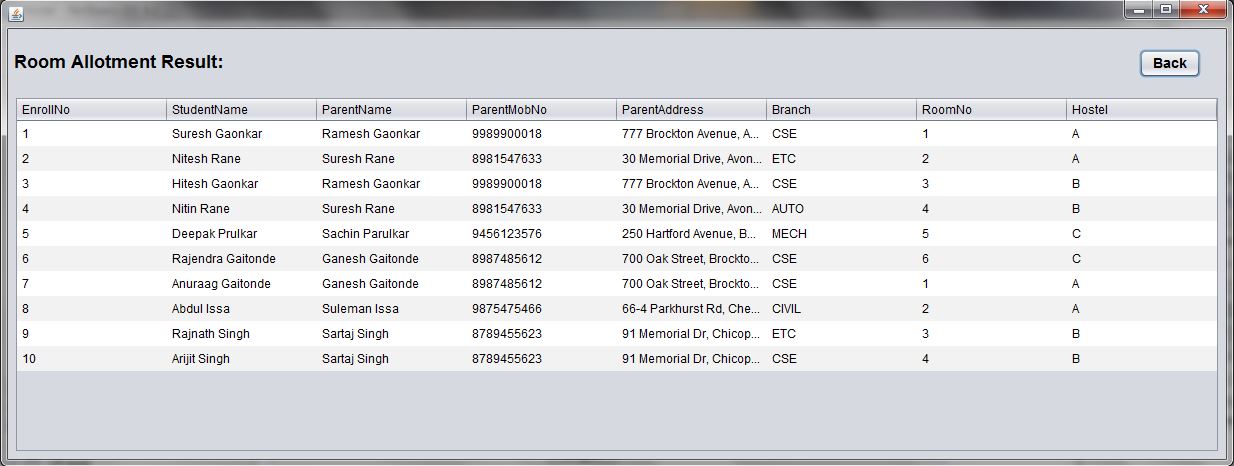 Room Allotment Result:
Back
EnrollNo StudentName ParentName ParentMobNo ParentAddress Branch RoomNo Hostel
1 Suresh Gaonkar Ramesh Gaonkar 9989900018 777 Brockton Avenue, A... CSE 1 A
2 Nitesh Rane Suresh Rane 8981547633 30 Memorial Drive, Avon... ETC 2 A
3 Hitesh Gaonkar Ramesh Gaonkar 9989900018 777 Brockton Avenue, A... CSE 3 B
4 Nitin Rane Suresh Rane 8981547633 30 Memorial Drive, Avon... AUTO 4 B
5 Deepak Prulkar Sachin Parulkar 9456123576 250 Hartford Avenue, B... MECH 5 C
6 Rajendra Gaitonde Ganesh Gaitonde 8987485612 700 Oak Street, Brockto... CSE 6 C
7 Anuraag Gaitonde Ganesh Gaitonde 8987485612 700 Oak Street, Brockto... CSE 1 A
8 Abdul Issa Suleman Issa 9875475466 66-4 Parkhurst Rd, Che... CIVIL 2 A
9 Rajnath Singh Sartaj Singh 8789455623 91 Memorial Dr, Chicop... ETC 3 B
10 Arijit Singh Sartaj Singh 8789455623 91 Memorial Dr, Chicop... CSE 4 B